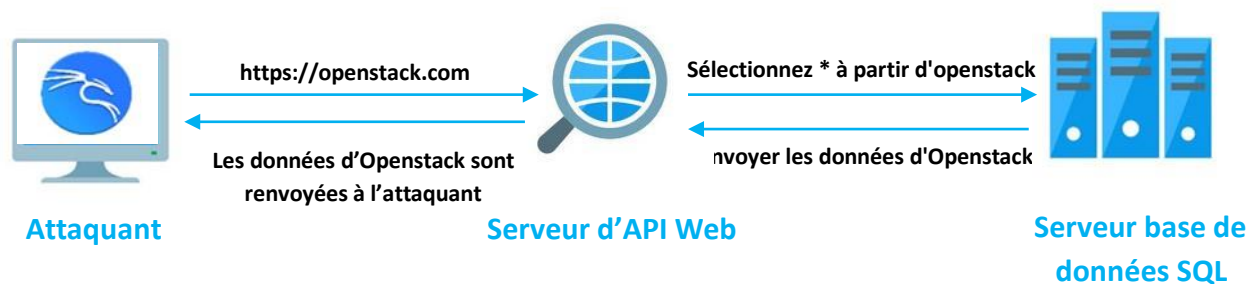 https://openstack.com
Sélectionnez * à partir d'openstack
Les données d’Openstack sont
renvoyées à l’attaquant
nvoyer les données d'Openstack
Attaquant
Serveur d’API Web
Serveur base de
données SQL